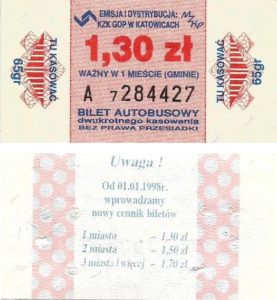 EMISJA I DYSTRYBUCJA:
KZK GOP W KATOWICACH
1,30 zł
WAŻNY W 1 MIEŚCIE (GMINIE)
A 7 284427
BILET AUTOBUSOWY
dwukrotnego kasowania
BEZ PRAWA PRZESIADKI
TU KASOWAĆ
65gr
TU KASOWAĆ
65gr
Uwaga !
Od 01.01.1998r.
wprowadzamy
nowy cennik biletów
1 miasto - 1,30 zł
2 miasta - 1,50 zł
3 miasta i więcej - 1,70 zł